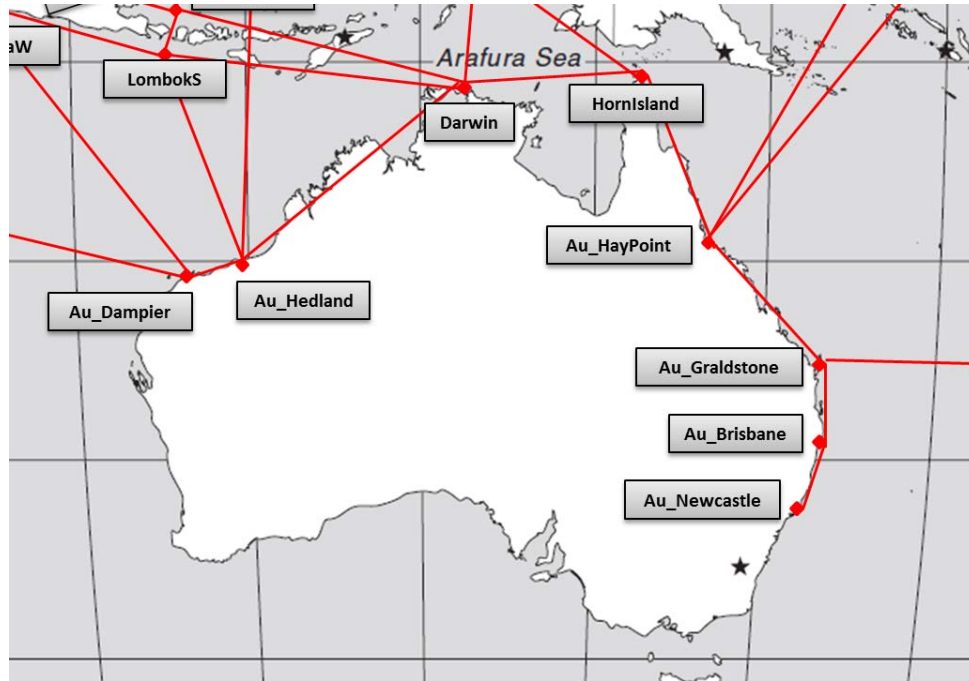 Arafura Sea
aW
LombokS
HornIsland
Darwin
Au_HayPoint
Au_Dampier
Au_Hedland
Au_Graldstone
Au_Brisbane
Au_Newcastle